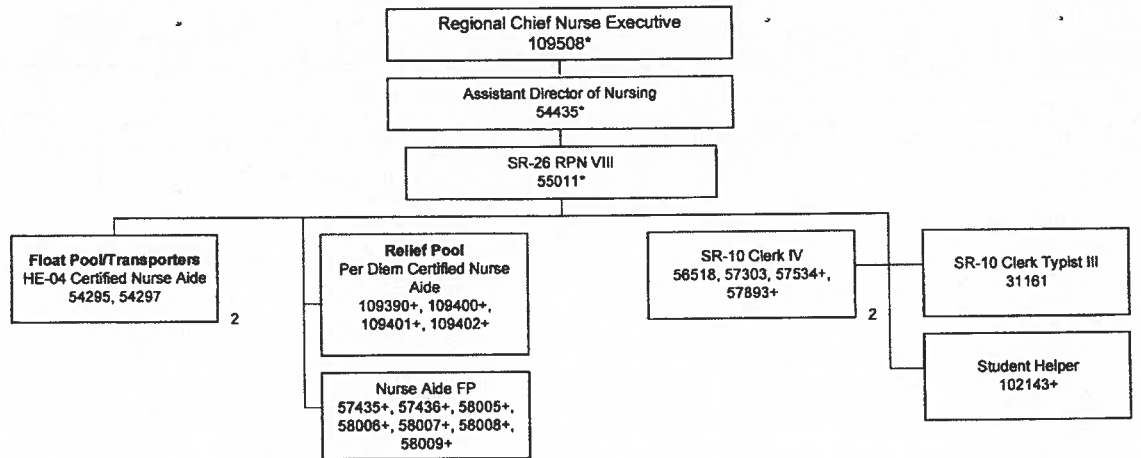 Regional Chief Nurse Executive
109508*
Assistant Director of Nursing
54435*
SR-26 RPN VIII
55011*
Float Pool/Transporters
HE-04 Certified Nurse Aide
54295, 54297
2
Relief Pool
Per Diem Certified Nurse
Aide
109390+, 109400+,
109401+, 109402+
Nurse Aide FP
57435+, 57436+, 58005+,
58006+, 58007+, 58008+,
58009+
SR-10 Clerk IV
56518, 57303, 57534+,
57893+
2
SR-10 Clerk Typist III
31161
Student Helper
102143+